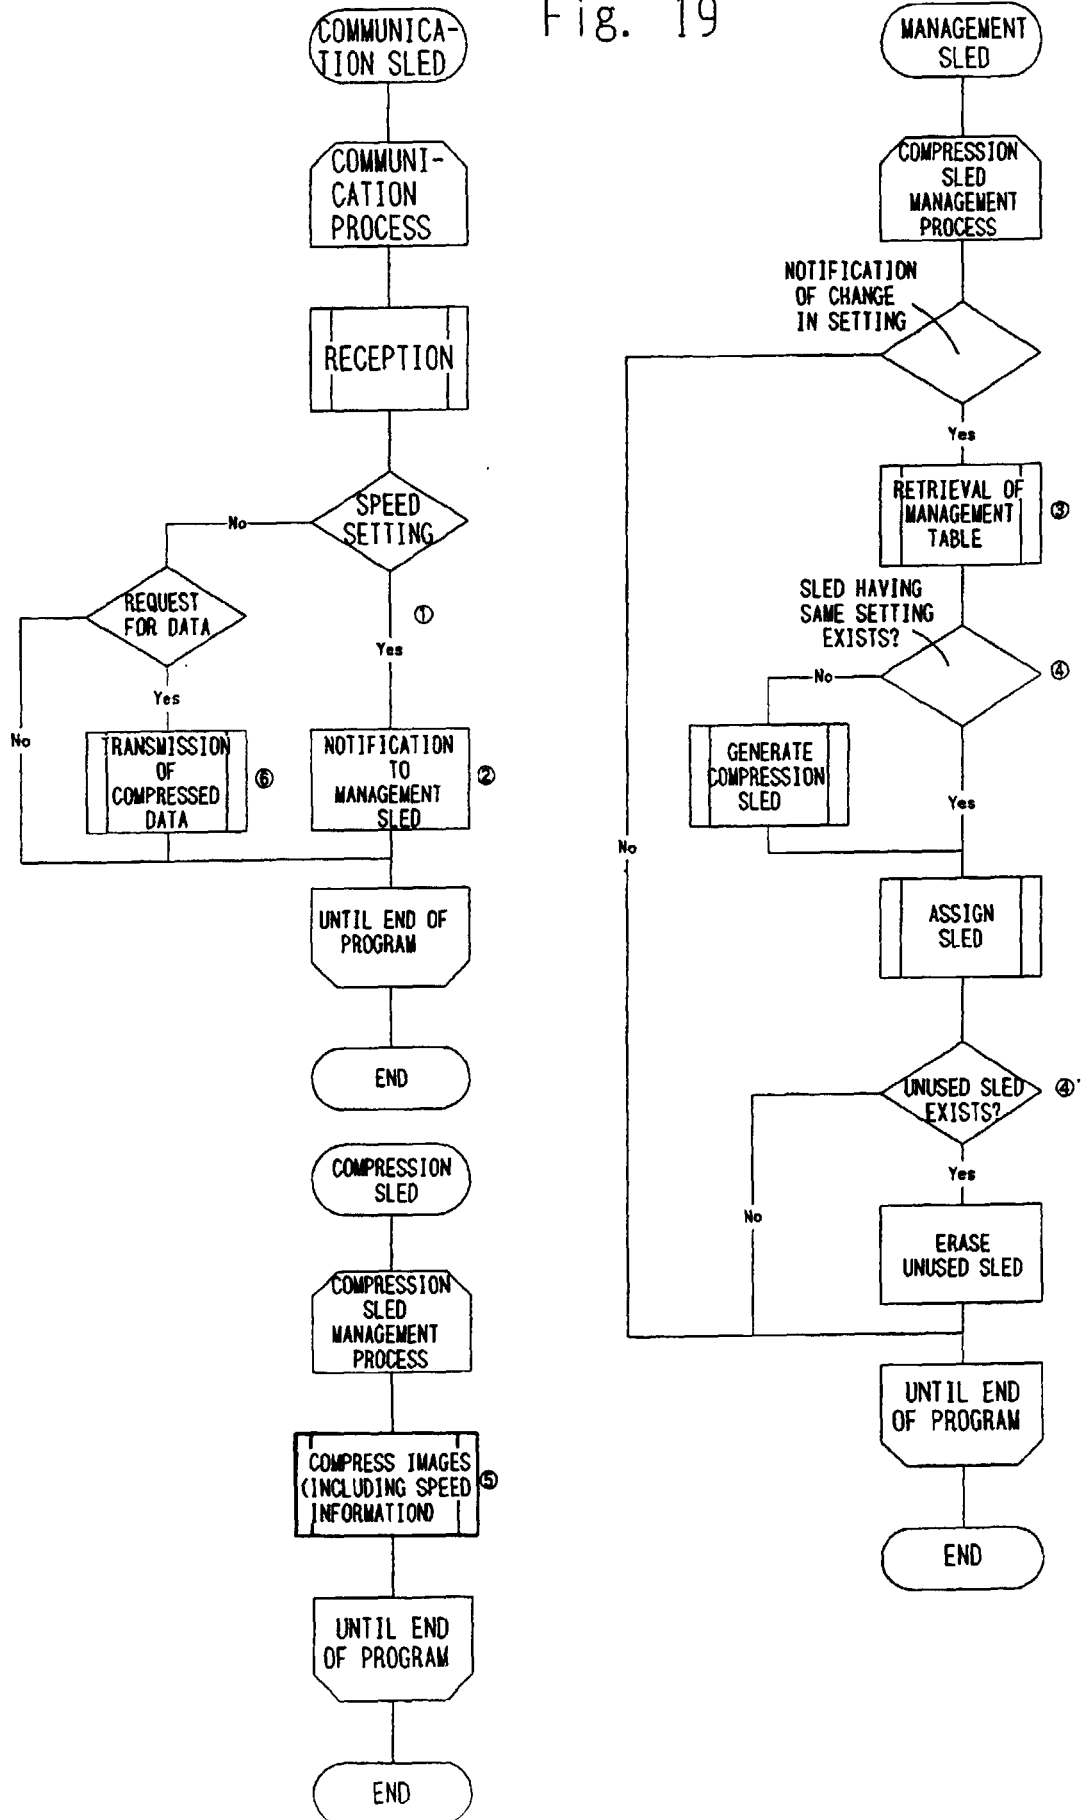 Fig. 19
COMMUNICA-
TION SLED
COMMUNI-
CATION
PROCESS
RECEPTION
SPEED
SETTING
No
①
Yes
REQUEST
FOR DATA
Yes
No
TRANSMISSION
OF
COMPRESSED
DATA
⑥
NOTIFICATION
TO
MANAGEMENT
SLED
②
UNTIL END OF
PROGRAM
END
COMPRESSION
SLED
COMPRESSION
SLED
MANAGEMENT
PROCESS
COMPRESS IMAGES
(INCLUDING SPEED
INFORMATION)
⑤
UNTIL END
OF PROGRAM
END
MANAGEMENT
SLED
COMPRESSION
SLED
MANAGEMENT
PROCESS
NOTIFICATION
OF CHANGE
IN SETTING
Yes
No
RETRIEVAL OF
MANAGEMENT
TABLE
③
SLED HAVING
SAME SETTING
EXISTS?
④
No
GENERATE
COMPRESSION
SLED
Yes
ASSIGN
SLED
UNUSED SLED
EXISTS?
④'
Yes
No
ERASE
UNUSED SLED
UNTIL END
OF PROGRAM
END